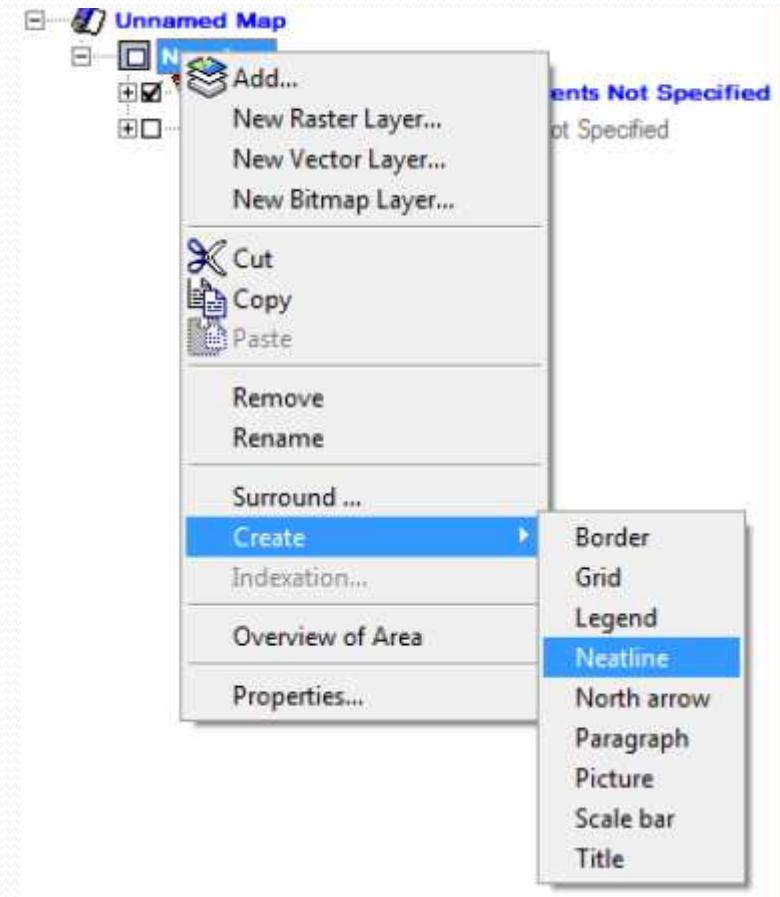 Unnamed Map
Add...
ents Not Specified
New Raster Layer...
ot Specified
New Vector Layer...
New Bitmap Layer...
Cut
Copy
Paste
Remove
Rename
Surround ...
Create
Indexation...
Overview of Area
Properties...
Border
Grid
Legend
Neatline
North arrow
Paragraph
Picture
Scale bar
Title